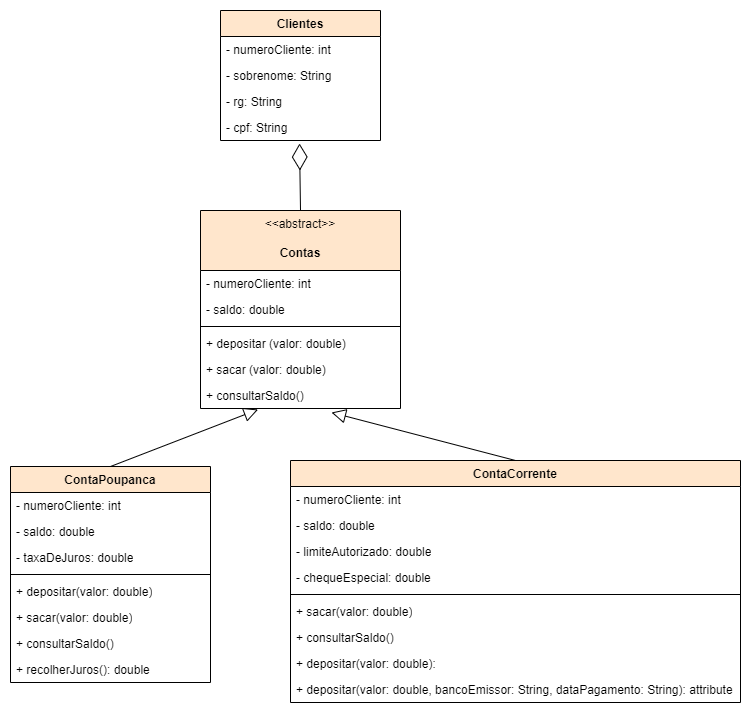 Clientes
- numeroCliente: int
- sobrenome: String
- rg: String
- cpf: String
<<abstract>>
Contas
- numeroCliente: int
- saldo: double
+ depositar (valor: double)
+ sacar (valor: double)
+ consultarSaldo()
ContaPoupanca
- numeroCliente: int
- saldo: double
- taxaDeJuros: double
+ depositar(valor: double)
+ sacar(valor: double)
+ consultarSaldo()
+ recolherJuros(): double
ContaCorrente
- numeroCliente: int
- saldo: double
- limiteAutorizado: double
- chequeEspecial: double
+ sacar(valor: double)
+ consultarSaldo()
+ depositar(valor: double):
+ depositar(valor: double, bancoEmissor: String, dataPagamento: String): attribute